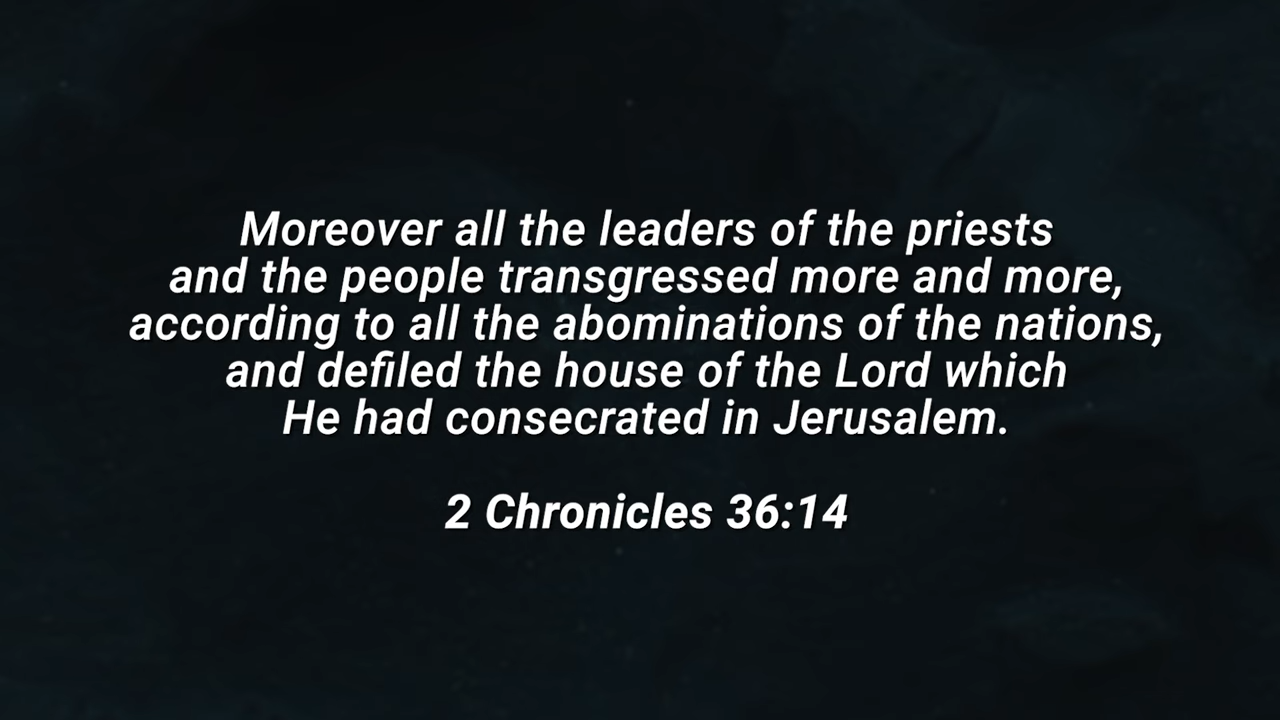 Moreover all the leaders of the priests
and the people transgressed more and more,
according to all the abominations of the nations,
and defiled the house of the Lord which
He had consecrated in Jerusalem.
2 Chronicles 36:14